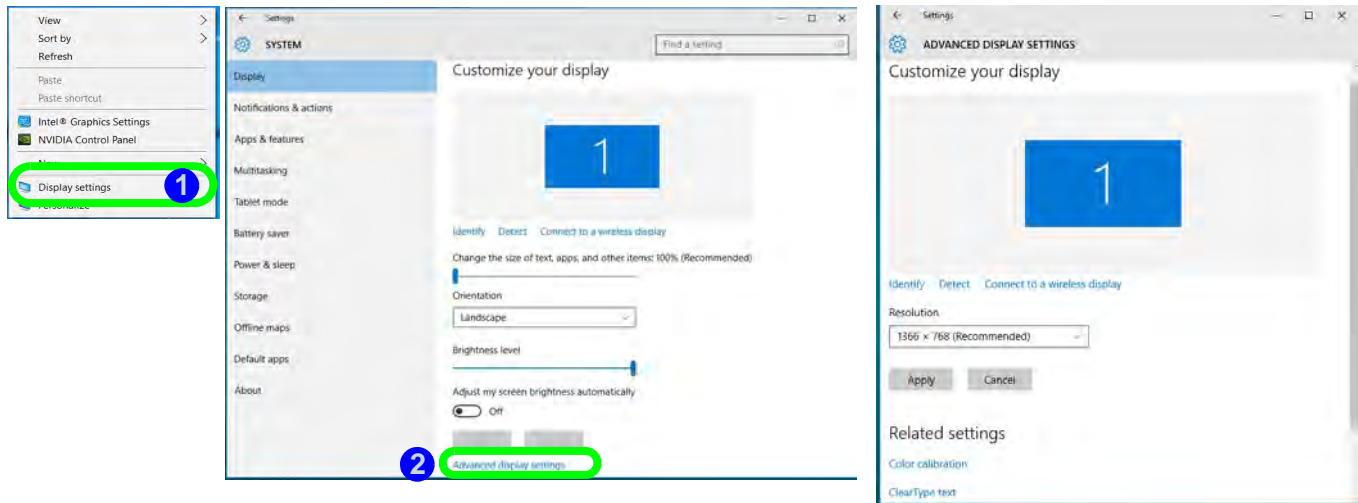 View
Sort by
Refresh
Paste
Paste shortcut
Intel® Graphics Settings
NVIDIA Control Panel
New
Display settings
1
Personalize
Settings
SYSTEM
Find a setting
Display
Notifications & actions
Apps & features
Multitasking
Tablet mode
Battery saver
Power & sleep
Storage
Offline maps
Default apps
About
Customize your display
1
Identify Detect Connect to a wireless display
Change the size of text, apps, and other items: 100% (Recommended)
Orientation
Landscape
Brightness level
Adjust my screen brightness automatically
Off
2
Advanced display settings
Settings
ADVANCED DISPLAY SETTINGS
Customize your display
1
Identify Detect Connect to a wireless display
Resolution
1366 × 768 (Recommended)
Apply Cancel
Related settings
Color calibration
ClearType text